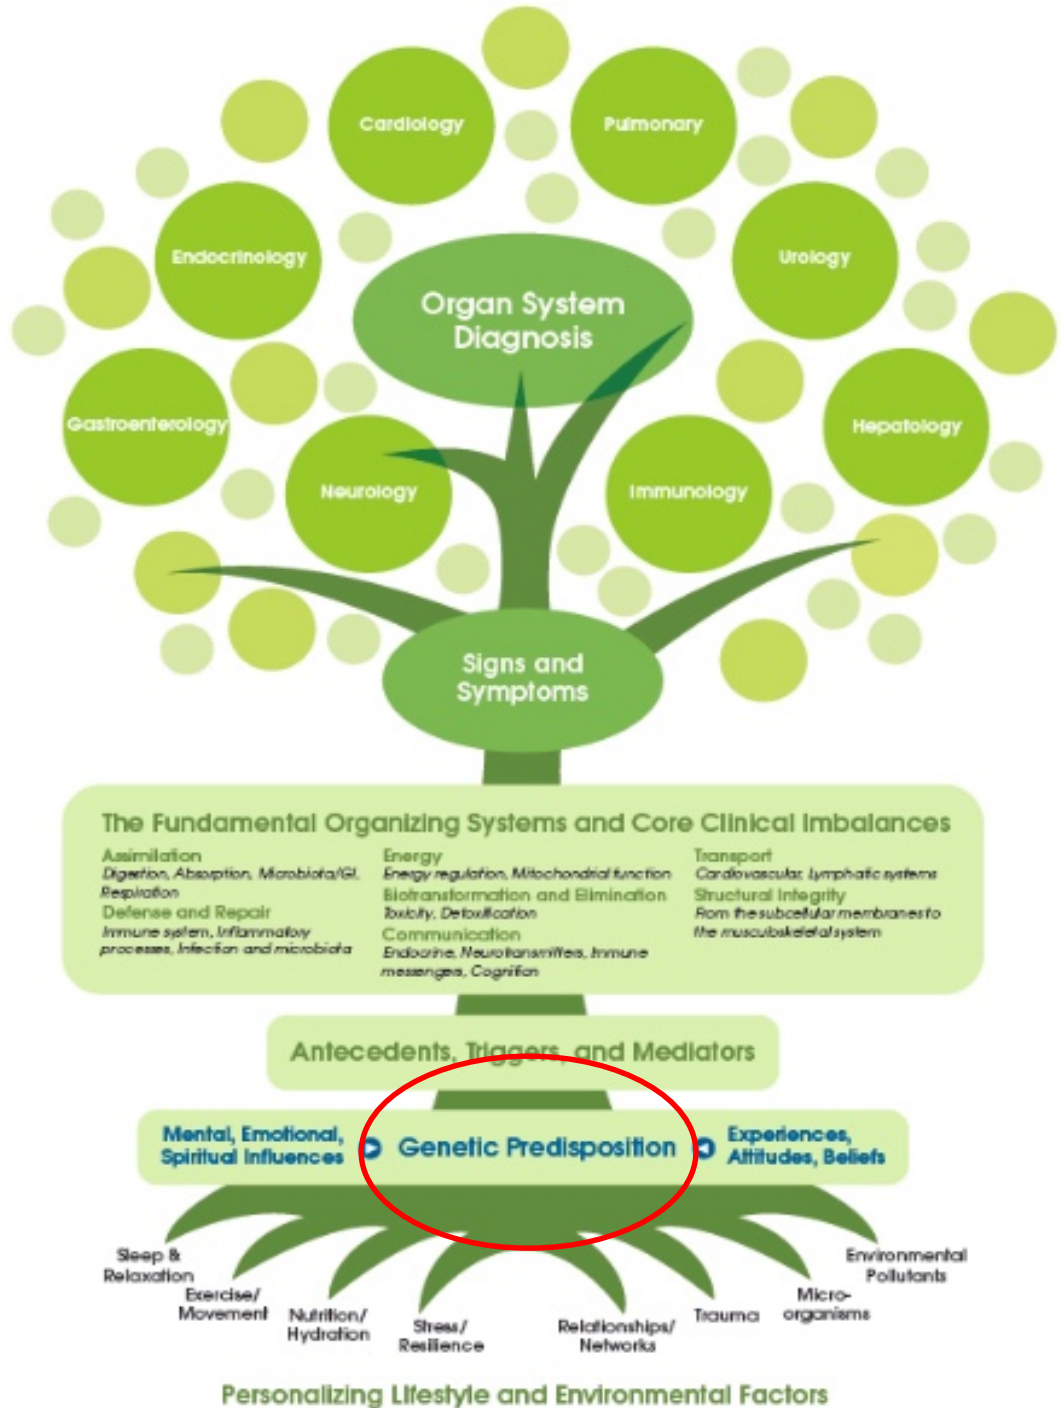 Cardiology
Pulmonary
Endocrinology
Urology
Organ System
Diagnosis
Gastroenterology
Hepatology
Neurology
Immunology
Signs and
Symptoms
The Fundamental Organizing Systems and Core Clinical Imbalances
Assimilation
Digestion, Absorption, Microbiota/GI,
Respiration
Defense and Repair
Immune system, Inflammatory
processes, Infection and microbiota
Energy
Energy regulation, Mitochondrial function
Biotransformation and Elimination
Toxicity, Detoxification
Communication
Endocrine, Neurotransmitters, Immune
messengers, Cognition
Transport
Cardiovascular, Lymphatic systems
Structural Integrity
From the subcellular membranes to
the musculoskeletal system
Antecedents, Triggers, and Mediators
Mental, Emotional,
Spiritual Influences
Genetic Predisposition
Experiences,
Attitudes, Beliefs
Sleep &
Relaxation
Exercise/
Movement
Nutrition/
Hydration
Stress/
Resilience
Relationships/
Networks
Trauma
Micro-
organisms
Environmental
Pollutants
Personalizing Lifestyle and Environmental Factors